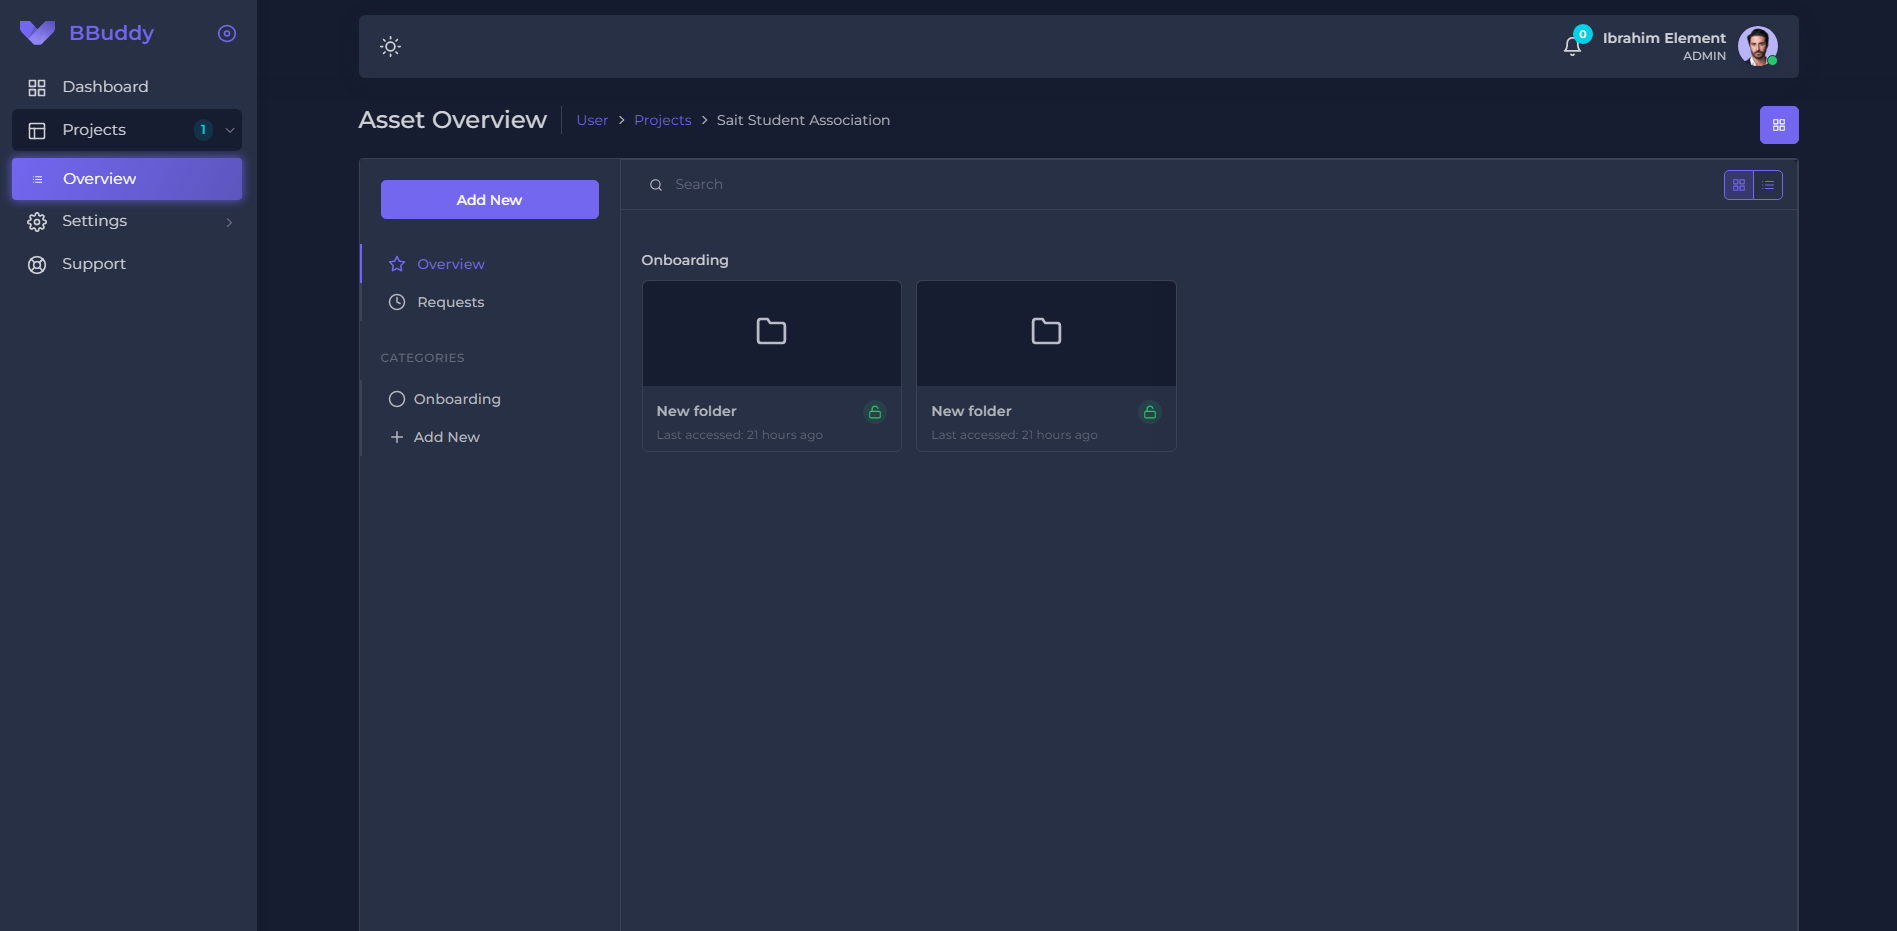 BBuddy
Dashboard
Projects 1
Overview
Settings
Support
0
Ibrahim Element
ADMIN
Asset Overview
User > Projects > Sait Student Association
Add New
Overview
Requests
CATEGORIES
Onboarding
Add New
Search
Onboarding
New folder
Last accessed: 21 hours ago
New folder
Last accessed: 21 hours ago